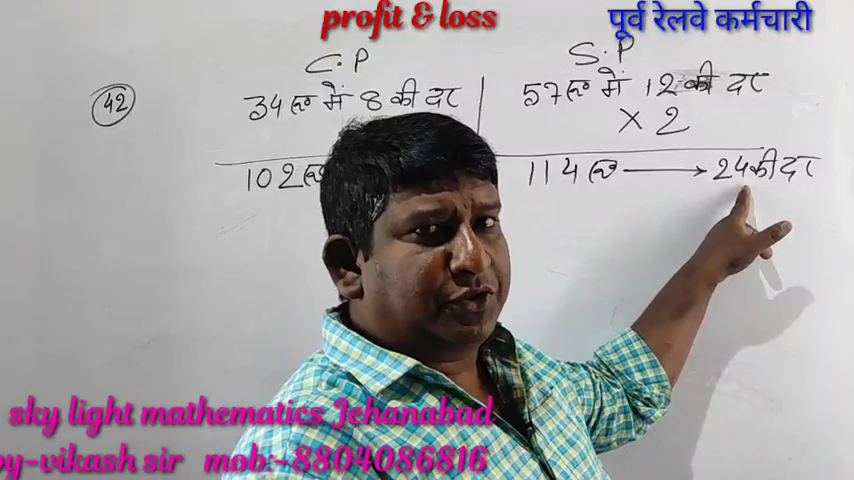 profit & loss
पूर्व रेलवे कर्मचारी
C.P
S.P
42
34रू में 8 की दर
57रू में 12 की दर
× 2
102रू
114रू → 24 की दर
sky light mathematics Jehanabad
by-vikash sir mob:-8804086816